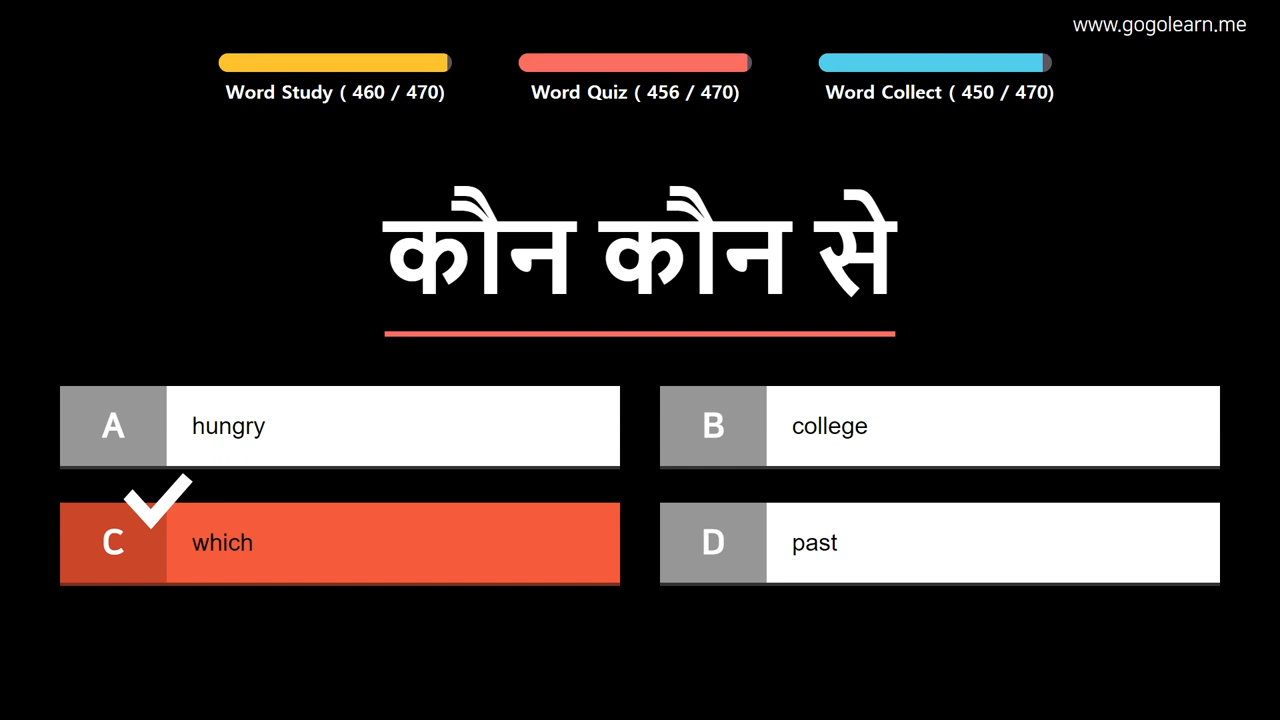 www.gogolearn.me
Word Study ( 460 / 470)
Word Quiz ( 456 / 470)
Word Collect ( 450 / 470)
कौन कौन से
A hungry
B college
C which
D past